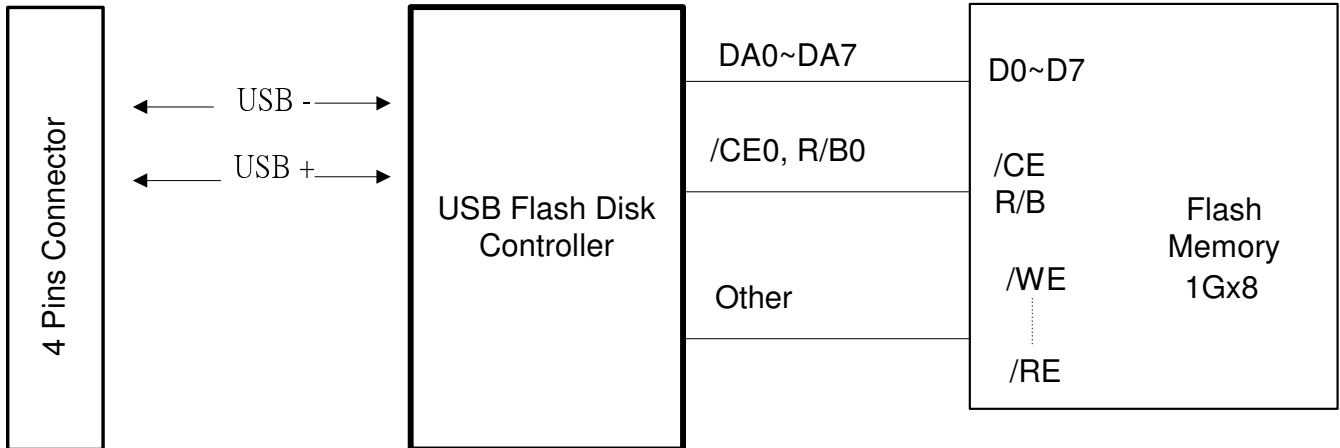 4 Pins Connector
USB -
USB +
USB Flash Disk
Controller
DA0~DA7
/CE0, R/B0
Other
D0~D7
/CE
R/B
/WE
/RE
Flash
Memory
1Gx8